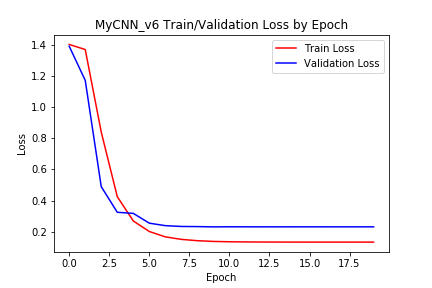 MyCNN_v6 Train/Validation Loss by Epoch
Train Loss
Validation Loss
1.4
1.2
1.0
0.8
0.6
0.4
0.2
Loss
0.0 2.5 5.0 7.5 10.0 12.5 15.0 17.5
Epoch